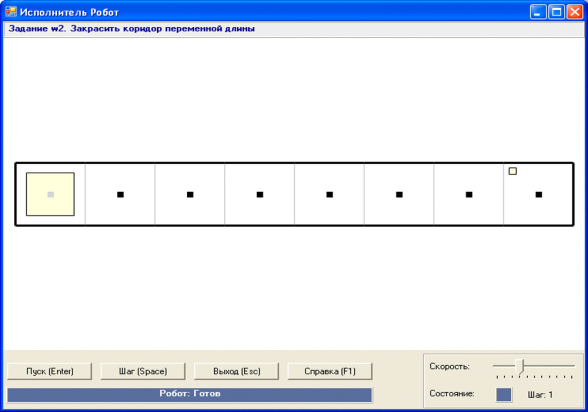 Исполнитель Робот
Задание w2. Закрасить коридор переменной длины
Пуск (Enter) Шаг (Space) Выход (Esc) Справка (F1)
Скорость:
Робот: Готов
Состояние: Шаг: 1